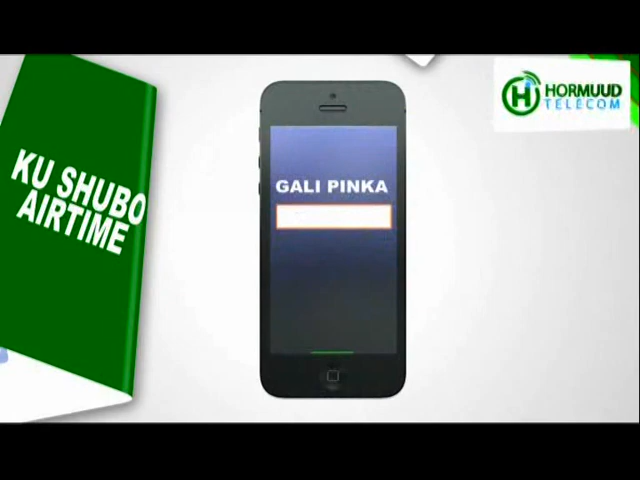 HORMUUD
TELECOM
KU SHUBO
AIRTIME
GALI PINKA